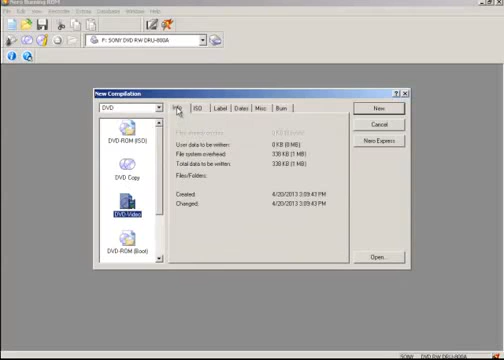 Nero Burning ROM
File Edit View Recorder Extras Database Window Help
F: SONY DVD RW DRU-800A
New Compilation
DVD
Info ISO Label Dates Misc Burn
New
Cancel
Nero Express
DVD-ROM (ISO)
DVD Copy
DVD-Video
DVD-ROM (Boot)
User data to be written: 0 KB (0 MB)
File system overhead: 338 KB (1 MB)
Total data to be written: 338 KB (1 MB)
Files/Folders:
Created: 4/20/2013 3:09:43 PM
Changed: 4/20/2013 3:09:43 PM
Open...
SONY DVD RW DRU-800A